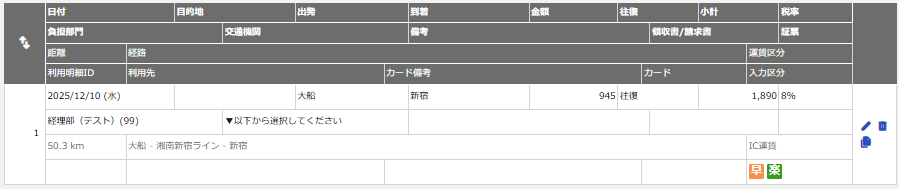 日付 目的地 出発 到着 金額 往復 小計 税率
負担部門 交通機関 備考 領収書/請求書 証票
距離 経路 運賃区分
利用明細ID 利用先 カード備考 カード 入力区分
1
2025/12/10 (水) 大船 新宿 945 往復 1,890 8%
経理部（テスト）(99) ▼以下から選択してください
50.3 km 大船 - 湘南新宿ライン - 新宿 IC運賃
早 楽